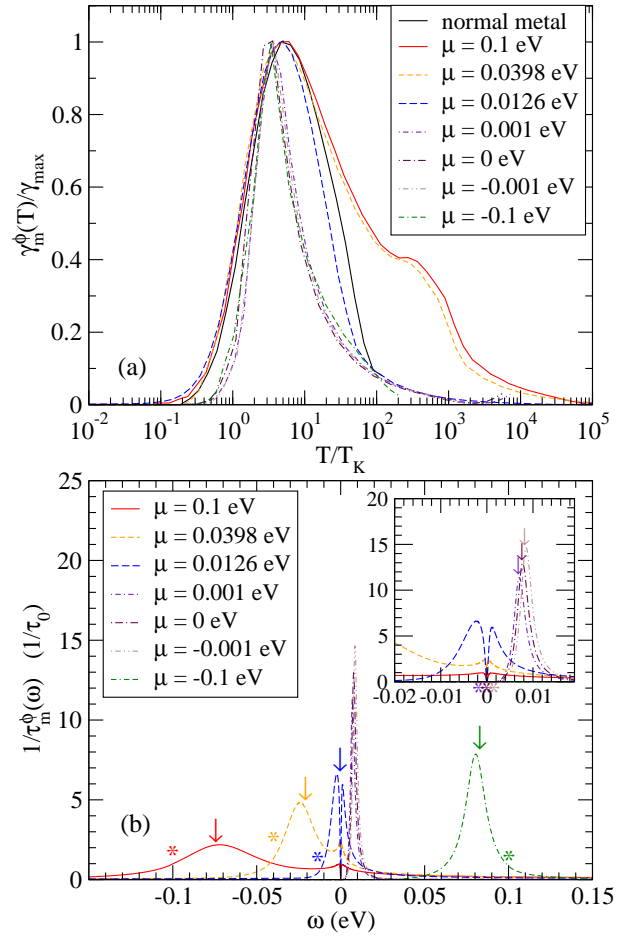 (a)
normal metal
μ = 0.1 eV
μ = 0.0398 eV
μ = 0.0126 eV
μ = 0.001 eV
μ = 0 eV
μ = -0.001 eV
μ = -0.1 eV
γ_m^ϕ(T)/γ_max
1
0.8
0.6
0.4
0.2
0
10^-2 10^-1 10^0 10^1 10^2 10^3 10^4 10^5
T/T_K
(b)
μ = 0.1 eV
μ = 0.0398 eV
μ = 0.0126 eV
μ = 0.001 eV
μ = 0 eV
μ = -0.001 eV
μ = -0.1 eV
1/τ_m^ϕ(ω) (1/τ_0)
25
20
15
10
5
0
-0.1 -0.05 0 0.05 0.1 0.15
ω (eV)
20
15
10
5
0
-0.02 -0.01 0 0.01
* * * * * * *